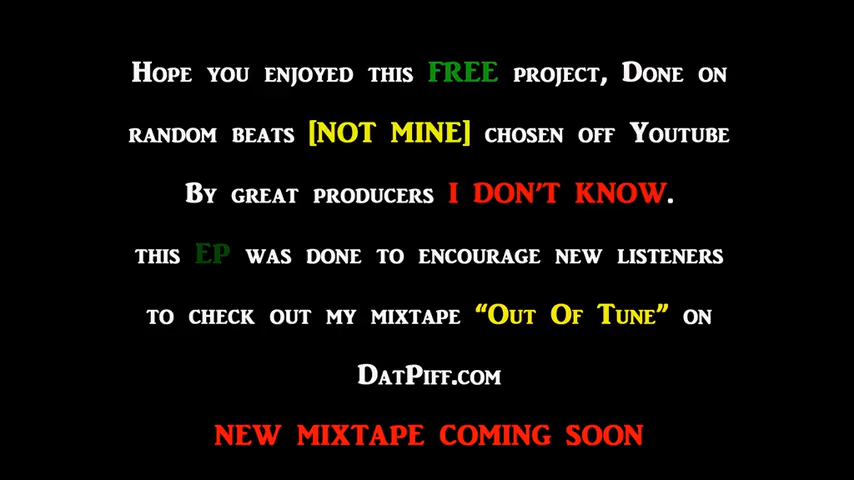 Hope you enjoyed this FREE project, Done on
random beats [NOT MINE] chosen off Youtube
By great producers I DON'T KNOW.
this EP was done to encourage new listeners
to check out my mixtape “Out Of Tune” on
DatPiff.com
NEW MIXTAPE COMING SOON